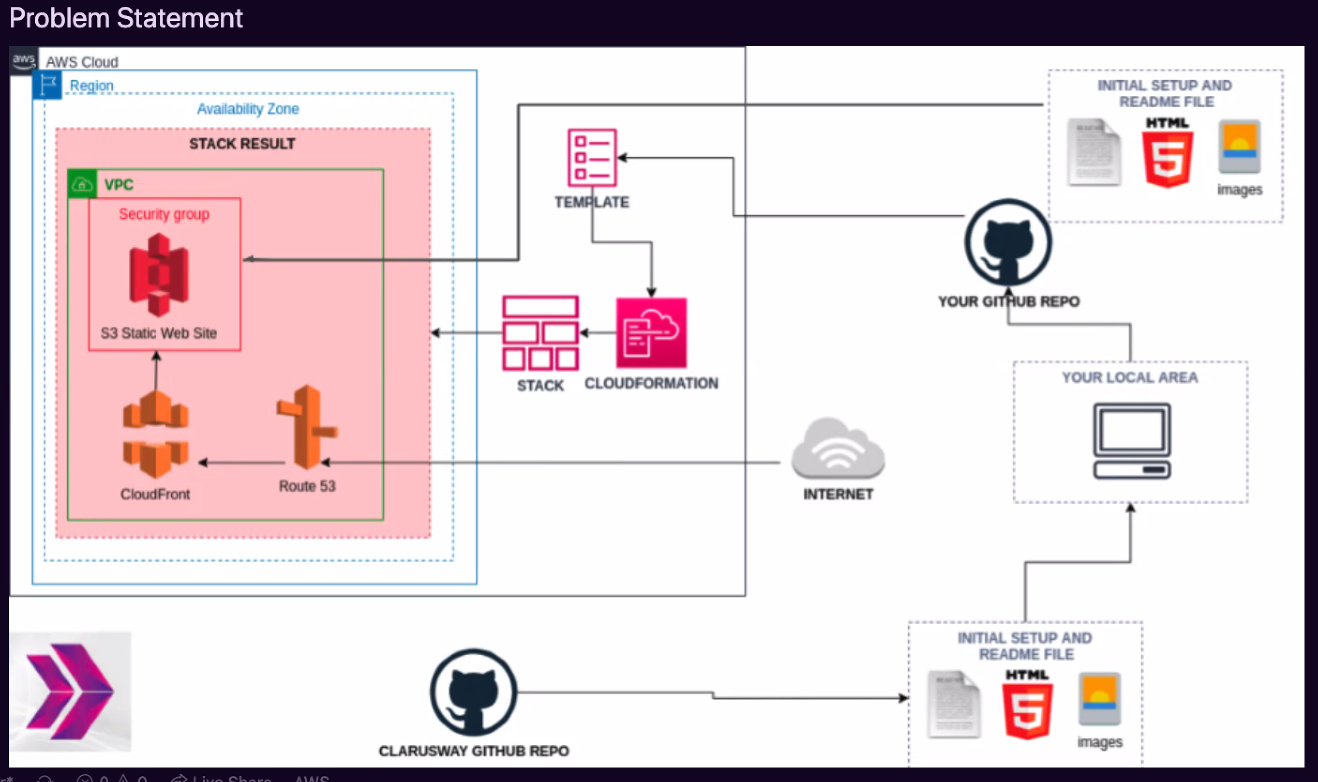 Problem Statement
aws
AWS Cloud
Region
Availability Zone
STACK RESULT
VPC
Security group
S3 Static Web Site
CloudFront
Route 53
TEMPLATE
STACK
CLOUDFORMATION
INTERNET
INITIAL SETUP AND
README FILE
HTML
5
images
YOUR GITHUB REPO
YOUR LOCAL AREA
CLARUSWAY GITHUB REPO
INITIAL SETUP AND
README FILE
HTML
5
images
0 0 Live Share AWS